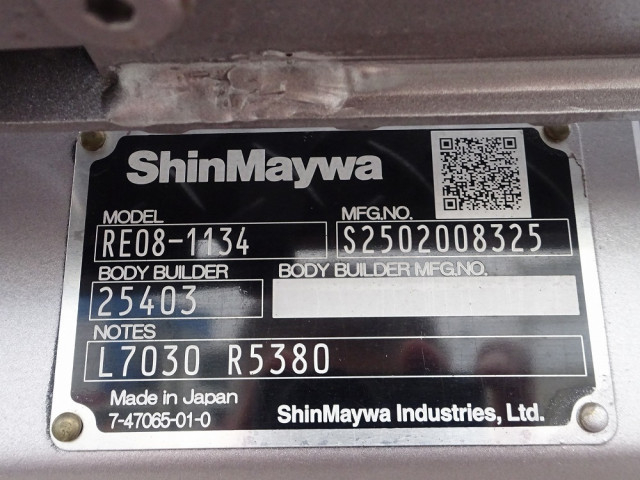 ShinMaywa
MODEL MFG.NO.
RE08-1134 S2502008325
BODY BUILDER BODY BUILDER MFG.NO.
25403
NOTES
L7030 R5380
Made in Japan
7-47065-01-0 ShinMaywa Industries, Ltd.